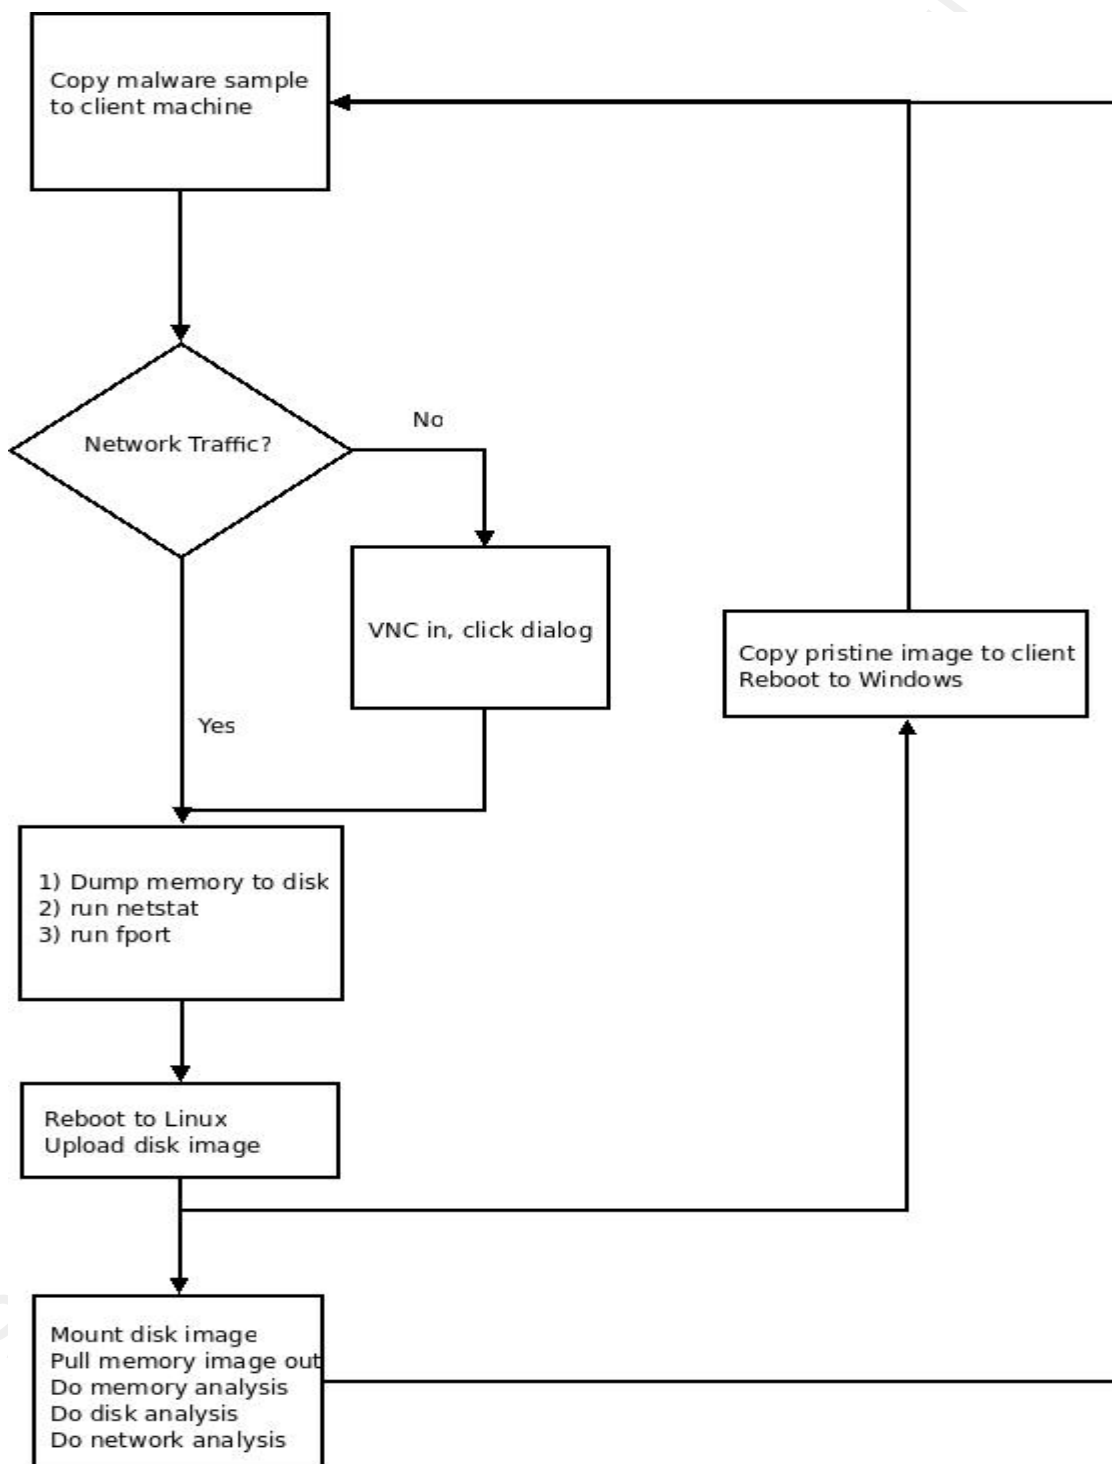 Copy malware sample
to client machine
Network Traffic?
No
VNC in, click dialog
Copy pristine image to client
Reboot to Windows
Yes
1) Dump memory to disk
2) run netstat
3) run fport
Reboot to Linux
Upload disk image
Mount disk image
Pull memory image out
Do memory analysis
Do disk analysis
Do network analysis